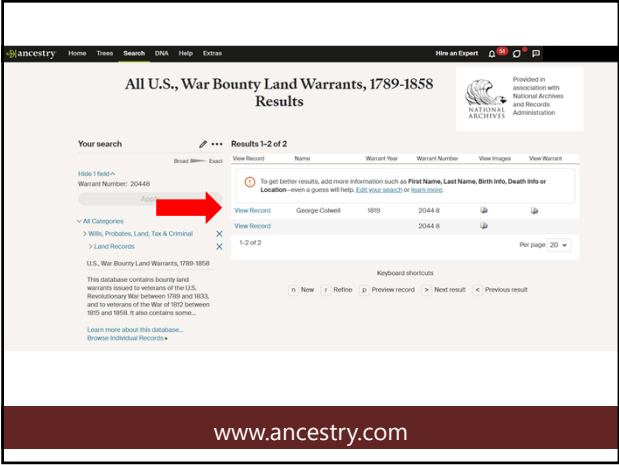 ancestry Home Trees Search DNA Help Extras Hire an Expert
All U.S., War Bounty Land Warrants, 1789-1858
Results
NATIONAL
ARCHIVES
Provided in
association with
National Archives
and Records
Administration
Your search
Broad Exact
Hide 1 field
Warrant Number: 20448
All Categories
> Wills, Probates, Land, Tax & Criminal X
> Land Records X
U.S., War Bounty Land Warrants, 1789-1858
This database contains bounty land
warrants issued to veterans of the U.S.
Revolutionary War between 1789 and 1833,
and to veterans of the War of 1812 between
1815 and 1858. It also contains some...
Learn more about this database...
Browse Individual Records
Results 1–2 of 2
View Record Name Warrant Year Warrant Number View Images View Warrant
To get better results, add more information such as First Name, Last Name, Birth Info, Death Info or
Location—even a guess will help. Edit your search or learn more.
View Record George Colwell 1819 2044 8
View Record 2044 8
1–2 of 2
Per page 20
Keyboard shortcuts
n New r Refine p Preview record > Next result < Previous result
www.ancestry.com